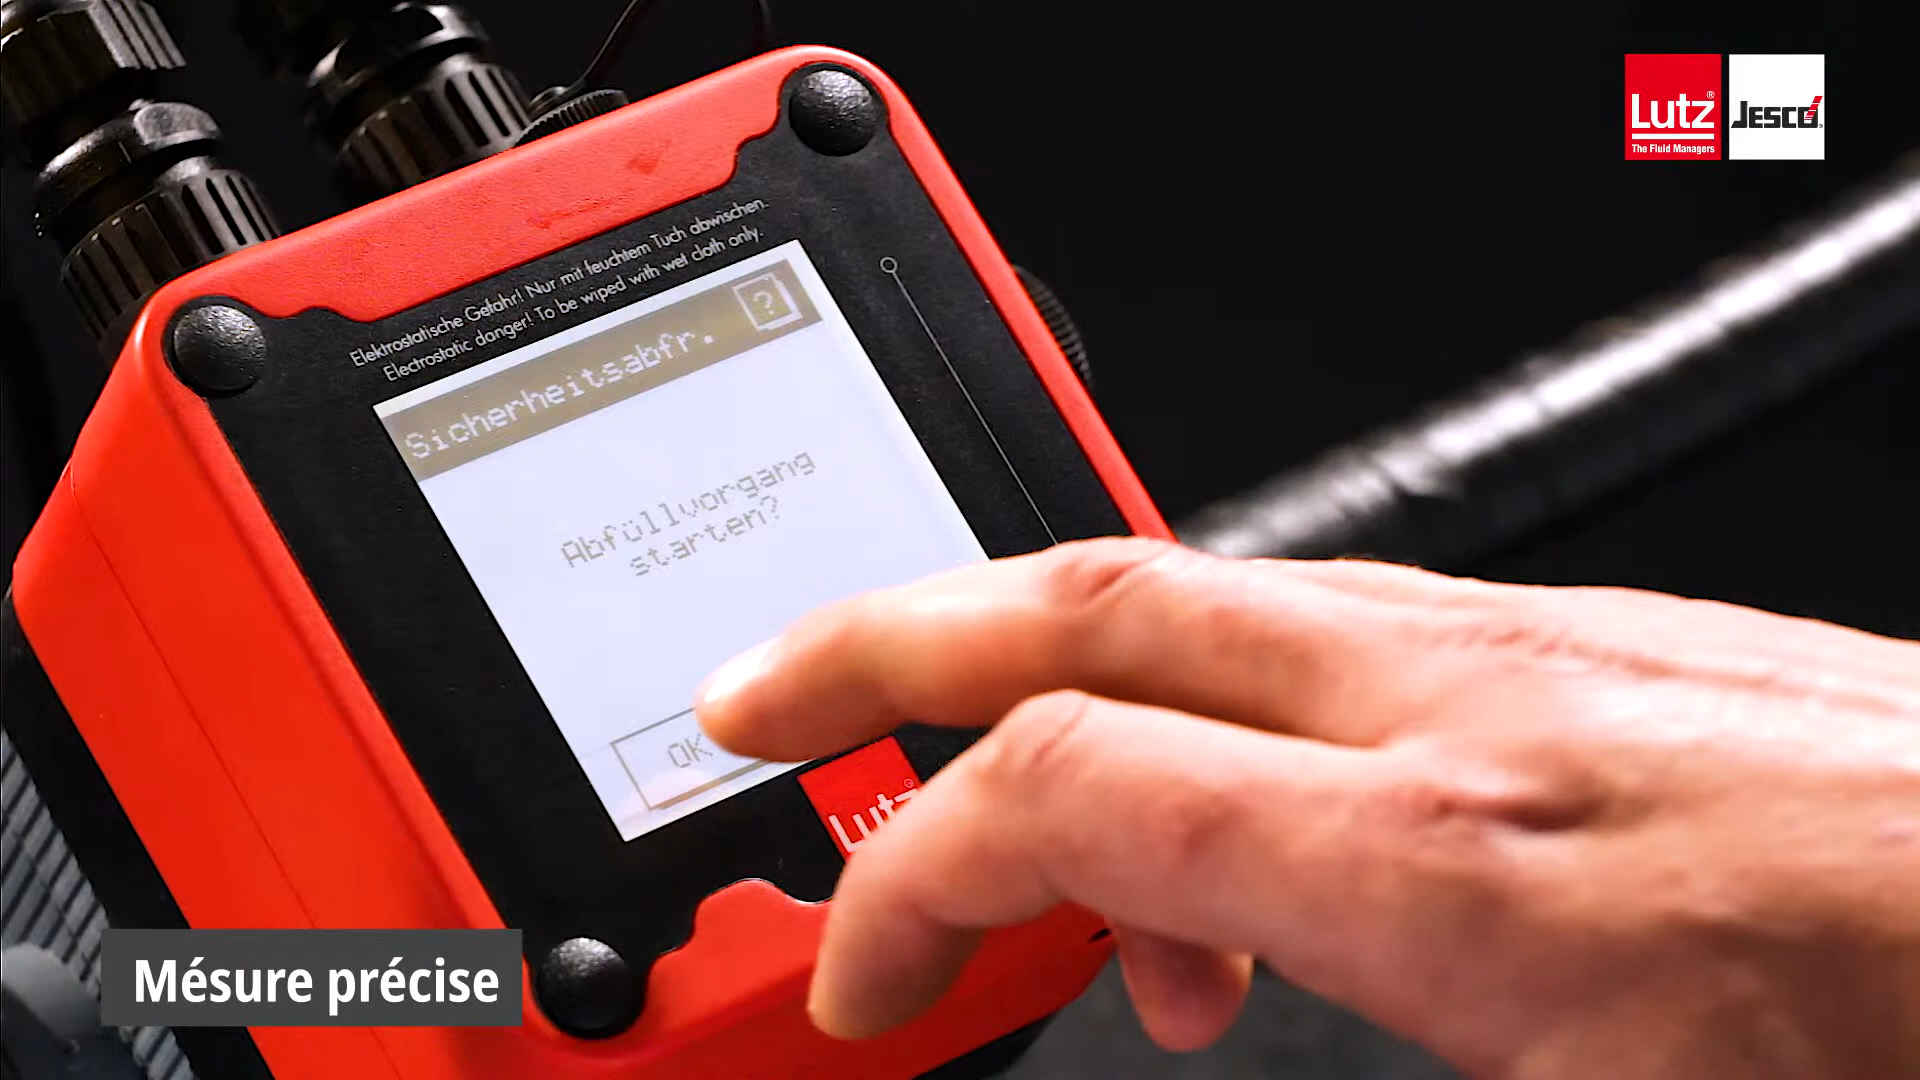 Lutz®
The Fluid Managers
JESCO®
Elektrostatische Gefahr! Nur mit feuchtem Tuch abwischen.
Electrostatic danger! To be wiped with wet cloth only.
Sicherheitsabfr. ?
Abfüllvorgang
starten?
OK
Lutz
Mésure précise